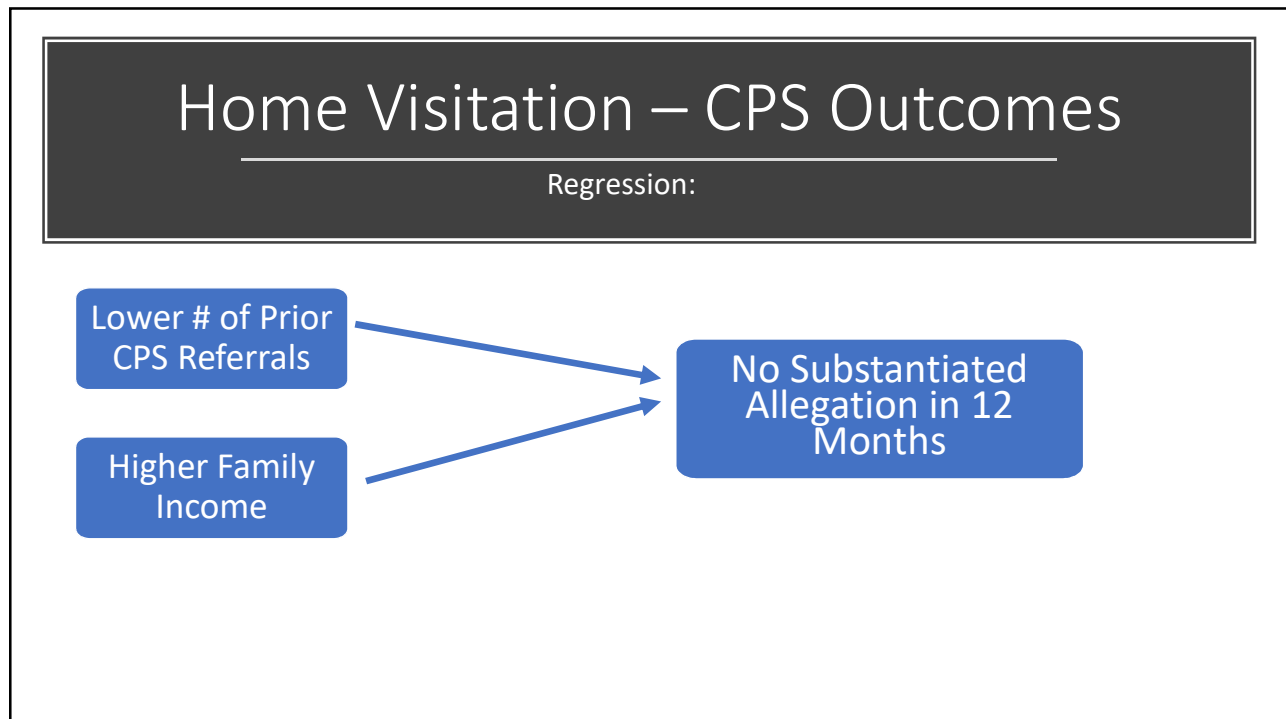 Home Visitation – CPS Outcomes
Regression:
Lower # of Prior
CPS Referrals
Higher Family
Income
No Substantiated
Allegation in 12
Months